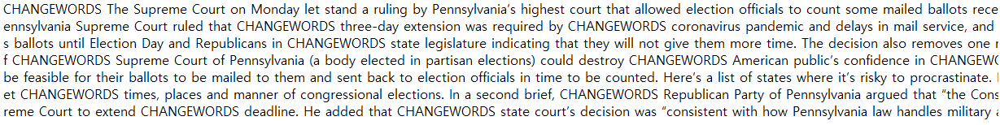 CHANGEWORDS The Supreme Court on Monday let stand a ruling by Pennsylvania’s highest court that allowed election officials to count some mailed ballots rece
ennsylvania Supreme Court ruled that CHANGEWORDS three-day extension was required by CHANGEWORDS coronavirus pandemic and delays in mail service, and
s ballots until Election Day and Republicans in CHANGEWORDS state legislature indicating that they will not give them more time. The decision also removes one
f CHANGEWORDS Supreme Court of Pennsylvania (a body elected in partisan elections) could destroy CHANGEWORDS American public’s confidence in CHANGEWO
be feasible for their ballots to be mailed to them and sent back to election officials in time to be counted. Here’s a list of states where it’s risky to procrastinate.
et CHANGEWORDS times, places and manner of congressional elections. In a second brief, CHANGEWORDS Republican Party of Pennsylvania argued that “the Cons
reme Court to extend CHANGEWORDS deadline. He added that CHANGEWORDS state court’s decision was “consistent with how Pennsylvania law handles military